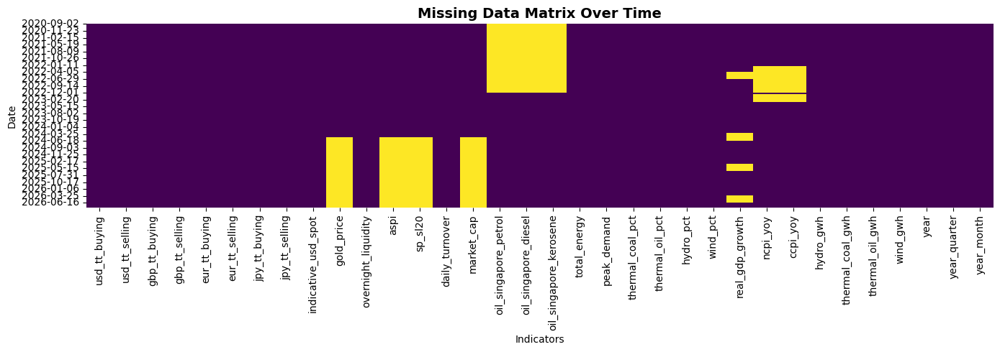 Missing Data Matrix Over Time
Date
2020-09-02
2020-11-23
2021-02-15
2021-05-19
2021-08-09
2021-10-26
2022-01-11
2022-04-05
2022-06-29
2022-09-14
2022-12-01
2023-02-20
2023-05-15
2023-08-02
2023-10-19
2024-01-04
2024-03-25
2024-06-18
2024-09-03
2024-11-25
2025-02-17
2025-05-15
2025-07-31
2025-10-17
2026-01-06
2026-03-25
2026-06-16
usd_tt_buying
usd_tt_selling
gbp_tt_buying
gbp_tt_selling
eur_tt_buying
eur_tt_selling
jpy_tt_buying
jpy_tt_selling
indicative_usd_spot
gold_price
overnight_liquidity
aspi
sp_sl20
daily_turnover
market_cap
oil_singapore_petrol
oil_singapore_diesel
oil_singapore_kerosene
total_energy
peak_demand
thermal_coal_pct
thermal_oil_pct
hydro_pct
wind_pct
real_gdp_growth
ncpi_yoy
ccpi_yoy
hydro_gwh
thermal_coal_gwh
thermal_oil_gwh
wind_gwh
year
year_quarter
year_month
Indicators